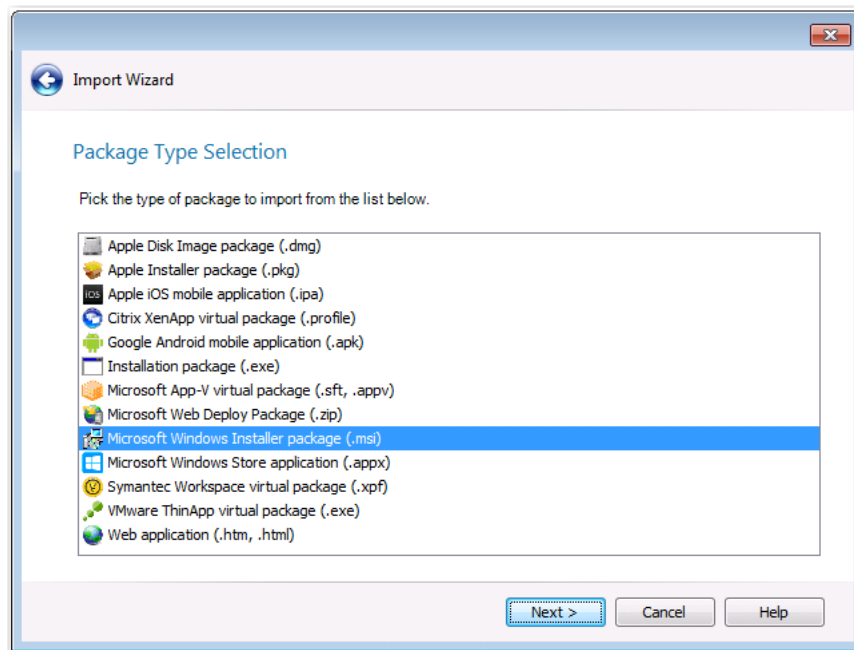 Import Wizard
Package Type Selection
Pick the type of package to import from the list below.
Apple Disk Image package (.dmg)
Apple Installer package (.pkg)
iOS Apple iOS mobile application (.ipa)
Citrix XenApp virtual package (.profile)
Google Android mobile application (.apk)
Installation package (.exe)
Microsoft App-V virtual package (.sft, .appv)
Microsoft Web Deploy Package (.zip)
Microsoft Windows Installer package (.msi)
Microsoft Windows Store application (.appx)
Symantec Workspace virtual package (.xpf)
VMware ThinApp virtual package (.exe)
Web application (.htm, .html)
Next > Cancel Help